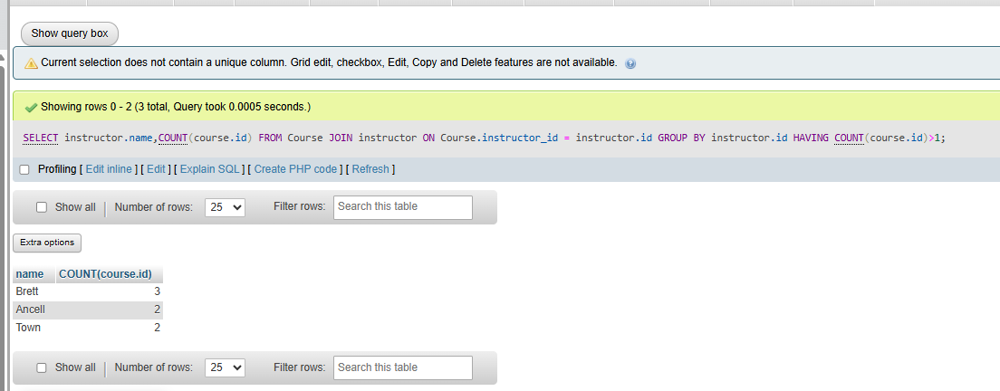 Show query box
Current selection does not contain a unique column. Grid edit, checkbox, Edit, Copy and Delete features are not available.
Showing rows 0 - 2 (3 total, Query took 0.0005 seconds.)
SELECT instructor.name,COUNT(course.id) FROM Course JOIN instructor ON Course.instructor_id = instructor.id GROUP BY instructor.id HAVING COUNT(course.id)>1;
Profiling [ Edit inline ] [ Edit ] [ Explain SQL ] [ Create PHP code ] [ Refresh ]
Show all | Number of rows: 25 Filter rows: Search this table
Extra options
name COUNT(course.id)
Brett 3
Ancell 2
Town 2
Show all | Number of rows: 25 Filter rows: Search this table